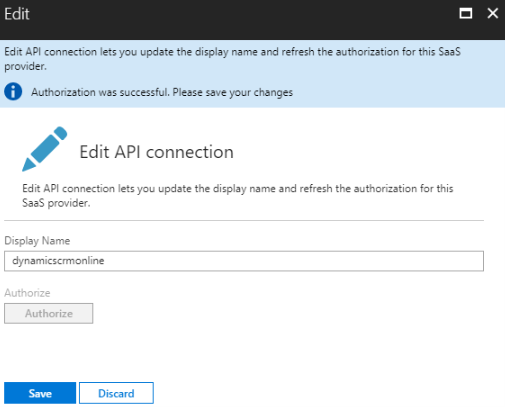 Edit
Edit API connection lets you update the display name and refresh the authorization for this SaaS
provider.
Authorization was successful. Please save your changes
Edit API connection
Edit API connection lets you update the display name and refresh the authorization for this
SaaS provider.
Display Name
dynamicscrmonline
Authorize
Authorize
Save Discard